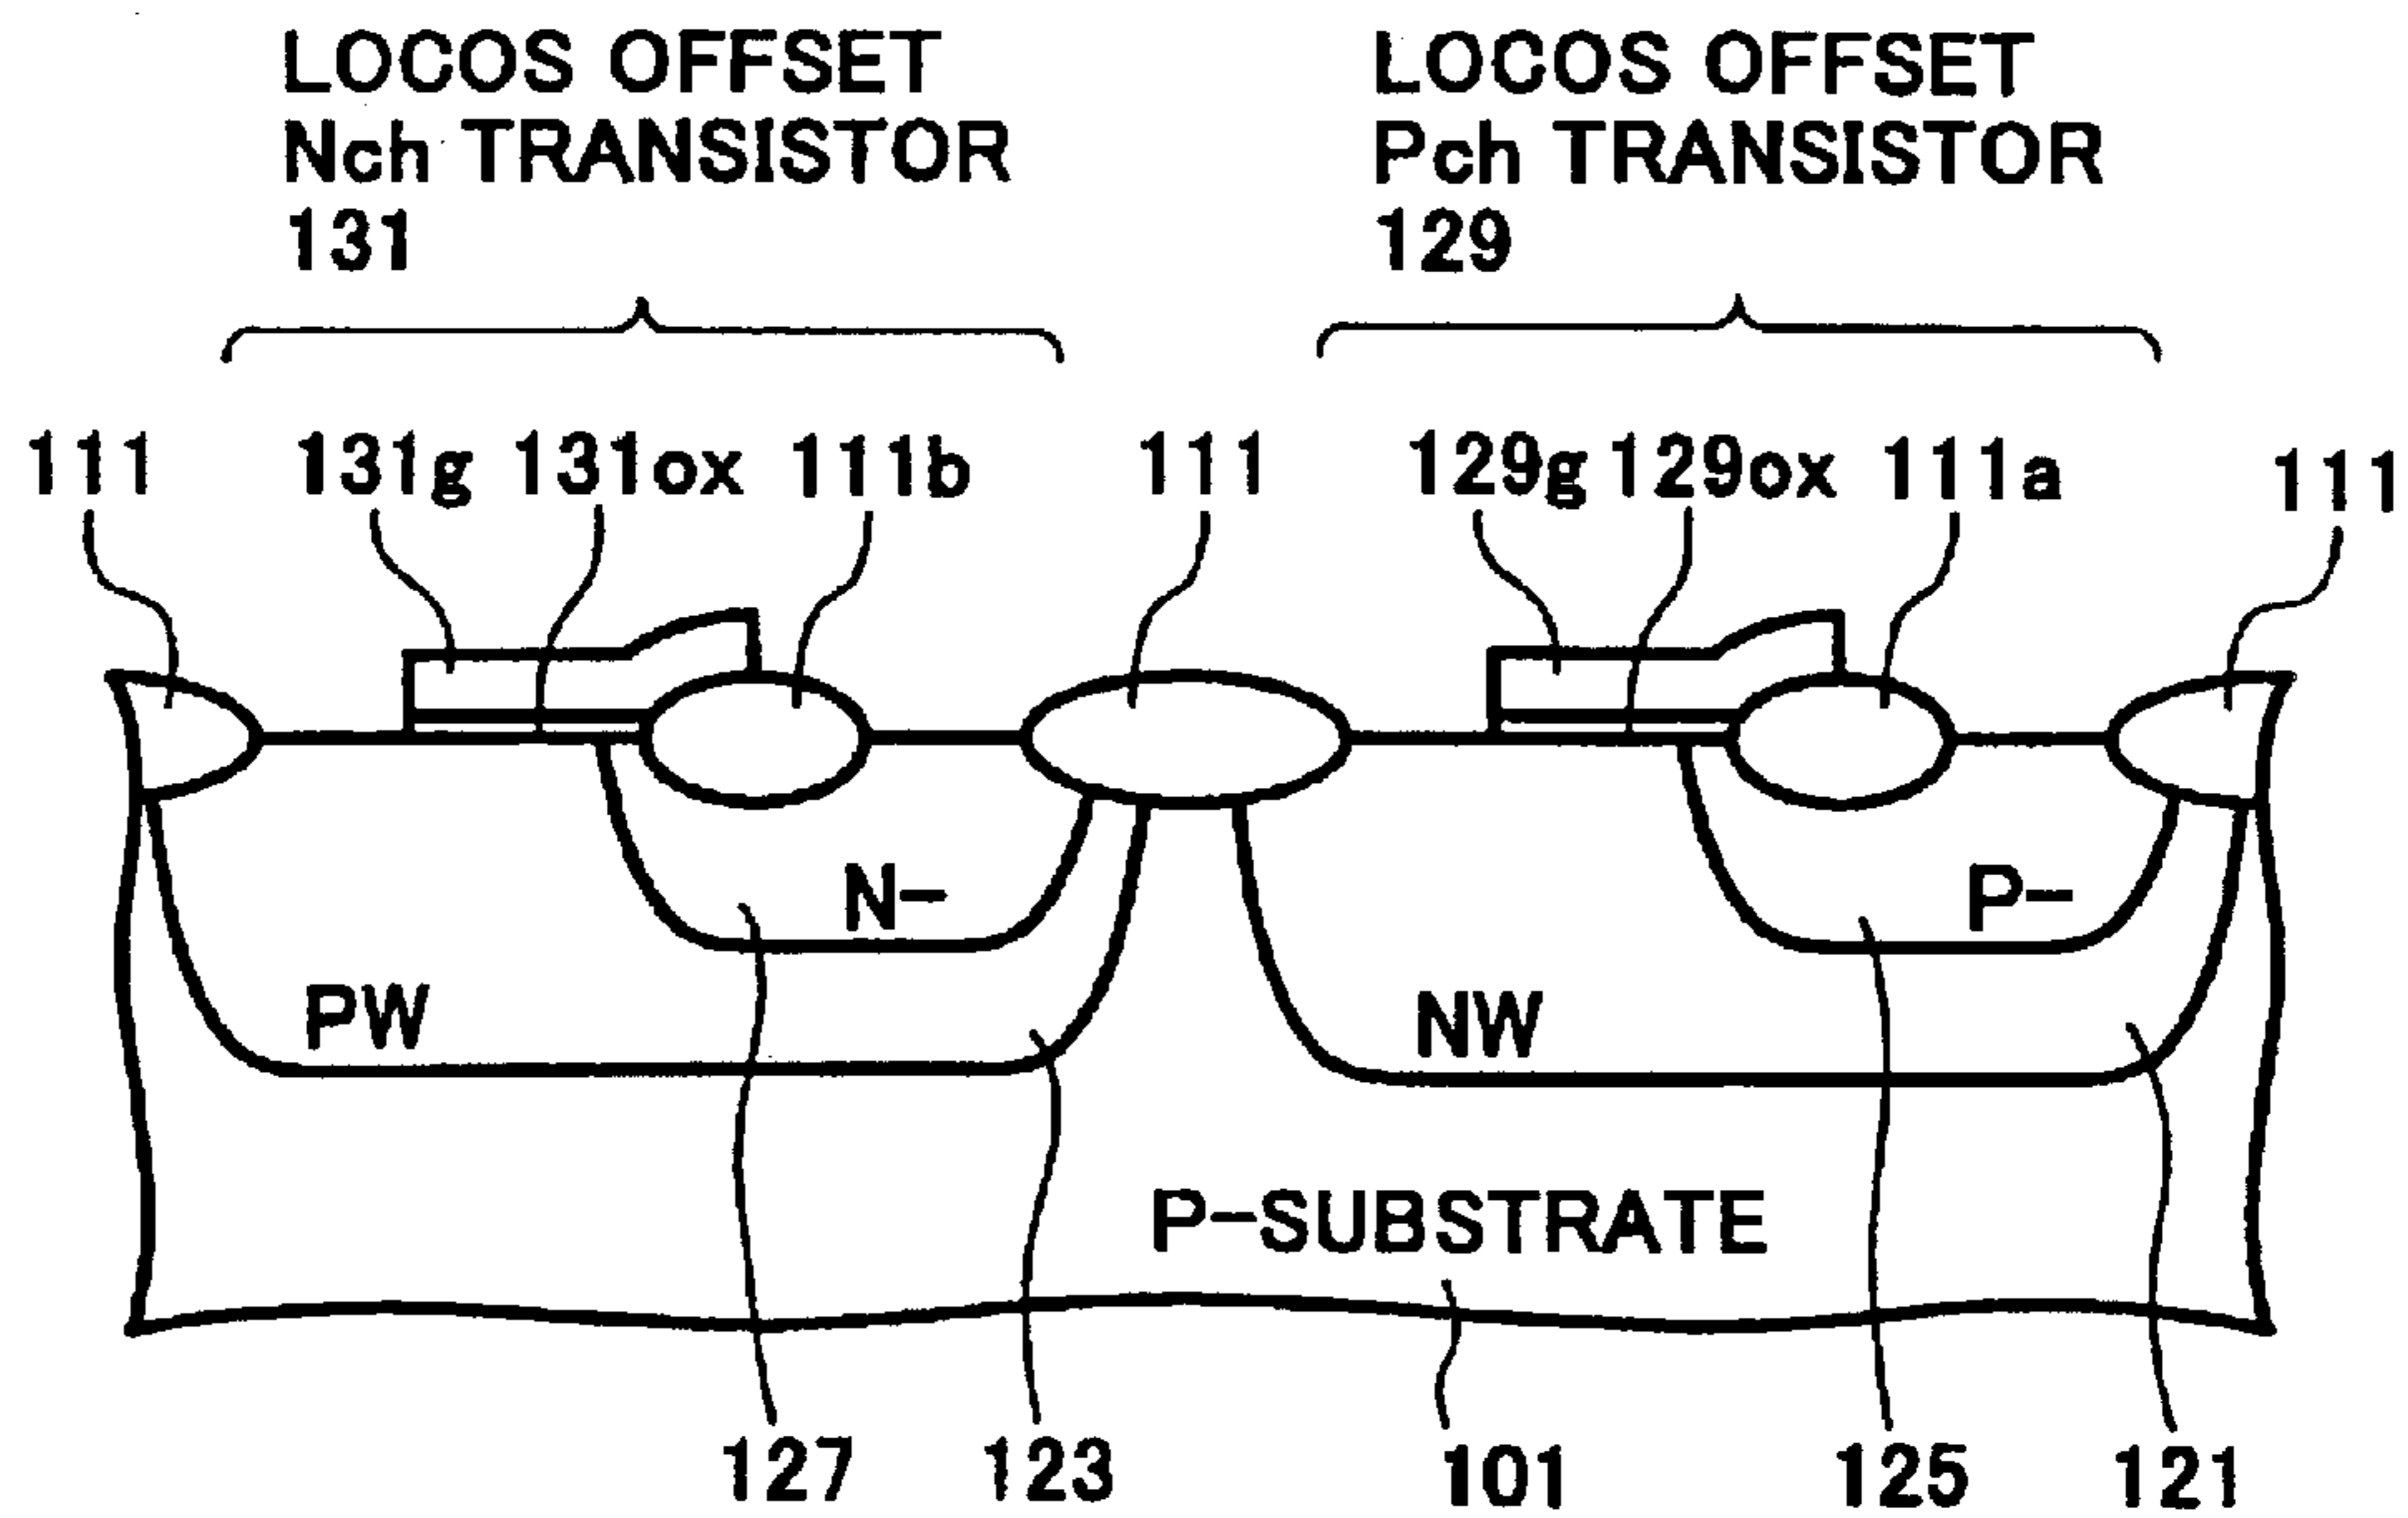 LOCOS OFFSET
Nch TRANSISTOR
131
LOCOS OFFSET
Pch TRANSISTOR
129
111 131g 131ox 111b 111 129g 129ox 111a 111
N- P-
PW NW
P-SUBSTRATE
127 123 101 125 121